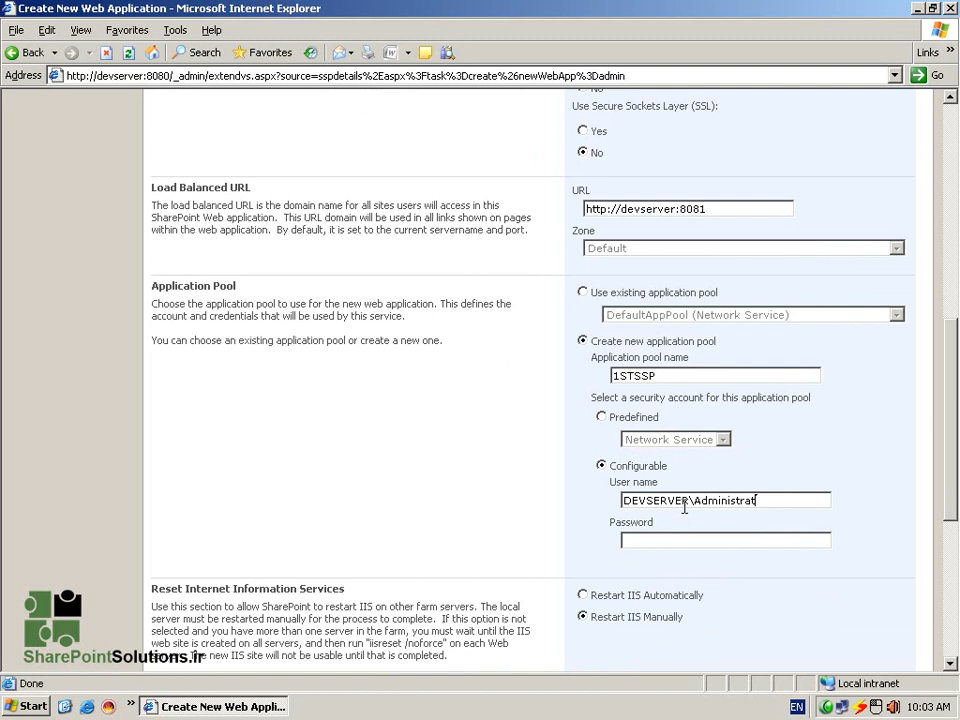 Create New Web Application - Microsoft Internet Explorer
File Edit View Favorites Tools Help
Back Search Favorites Links
Address http://devserver:8080/_admin/extendvs.aspx?source=sspdetails%2Easpx%3Ftask%3Dcreate%26newWebApp%3Dadmin Go
No
Use Secure Sockets Layer (SSL):
Yes
No
Load Balanced URL
The load balanced URL is the domain name for all sites users will access in this
SharePoint Web application. This URL domain will be used in all links shown on pages
within the web application. By default, it is set to the current servername and port.
URL
http://devserver:8081
Zone
Default
Application Pool
Choose the application pool to use for the new web application. This defines the
account and credentials that will be used by this service.
You can choose an existing application pool or create a new one.
Use existing application pool
DefaultAppPool (Network Service)
Create new application pool
Application pool name
1STSSP
Select a security account for this application pool
Predefined
Network Service
Configurable
User name
DEVSERVER\Administrat
Password
Reset Internet Information Services
Use this section to allow SharePoint to restart IIS on other farm servers. The local
server must be restarted manually for the process to complete. If this option is not
selected and you have more than one server in the farm, you must wait until the IIS
web site is created on all servers, and then run "iisreset /noforce" on each Web
The new IIS site will not be usable until that is completed.
Restart IIS Automatically
Restart IIS Manually
SharePointSolutions.ir
Done Local intranet
Start Create New Web Appli... EN 10:03 AM